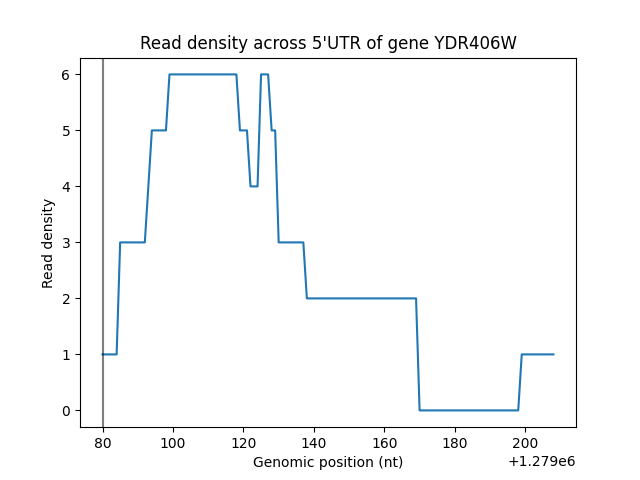 Read density across 5'UTR of gene YDR406W
Read density
6
5
4
3
2
1
0
80 100 120 140 160 180 200
Genomic position (nt)
+1.279e6